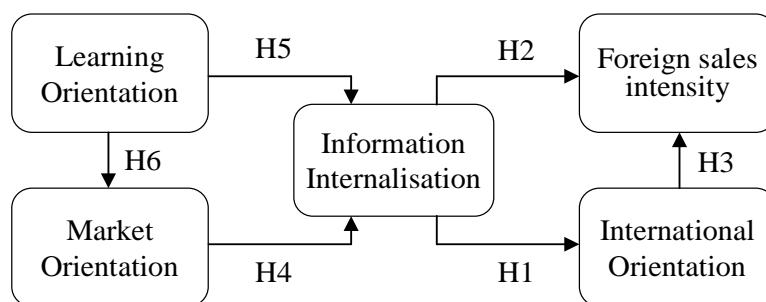 Learning
Orientation
H5
H2
Foreign sales
intensity
Information
Internalisation
H6
H3
Market
Orientation
H4
H1
International
Orientation